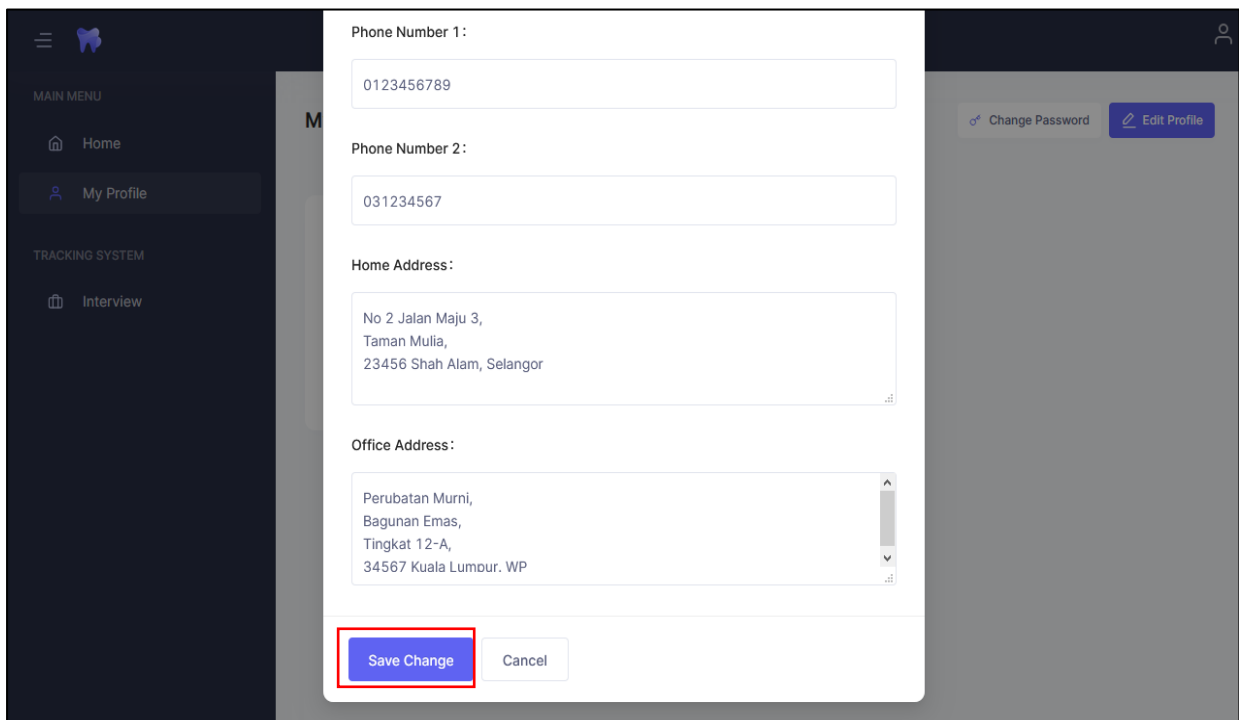 MAIN MENU
Home
My Profile
TRACKING SYSTEM
Interview
M
Change Password
Edit Profile
Phone Number 1:
0123456789
Phone Number 2:
031234567
Home Address:
No 2 Jalan Maju 3,
Taman Mulia,
23456 Shah Alam, Selangor
Office Address:
Perubatan Murni,
Bagunan Emas,
Tingkat 12-A,
34567 Kuala Lumpur, WP
Save Change
Cancel